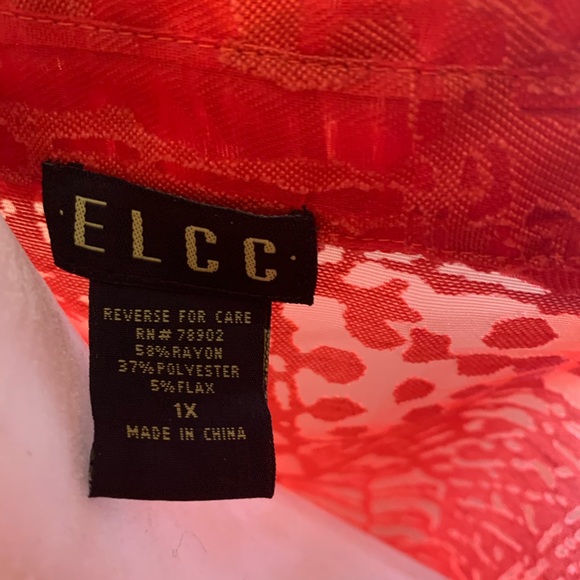 ELCC
REVERSE FOR CARE
RN# 78902
58%RAYON
37%POLYESTER
5%FLAX
1X
MADE IN CHINA